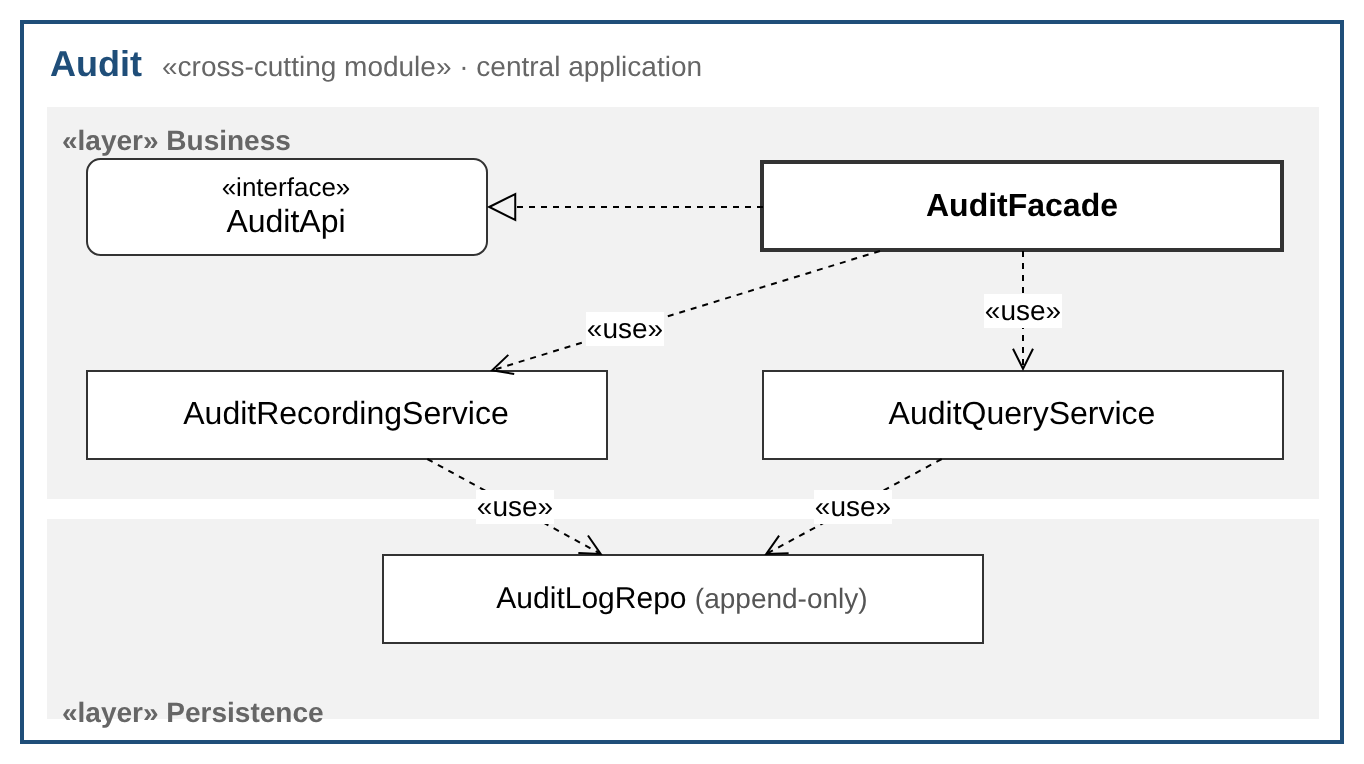 Audit «cross-cutting module» · central application
«layer» Business
«interface»
AuditApi
AuditFacade
«use»
«use»
AuditRecordingService
AuditQueryService
«use»
«use»
AuditLogRepo (append-only)
«layer» Persistence